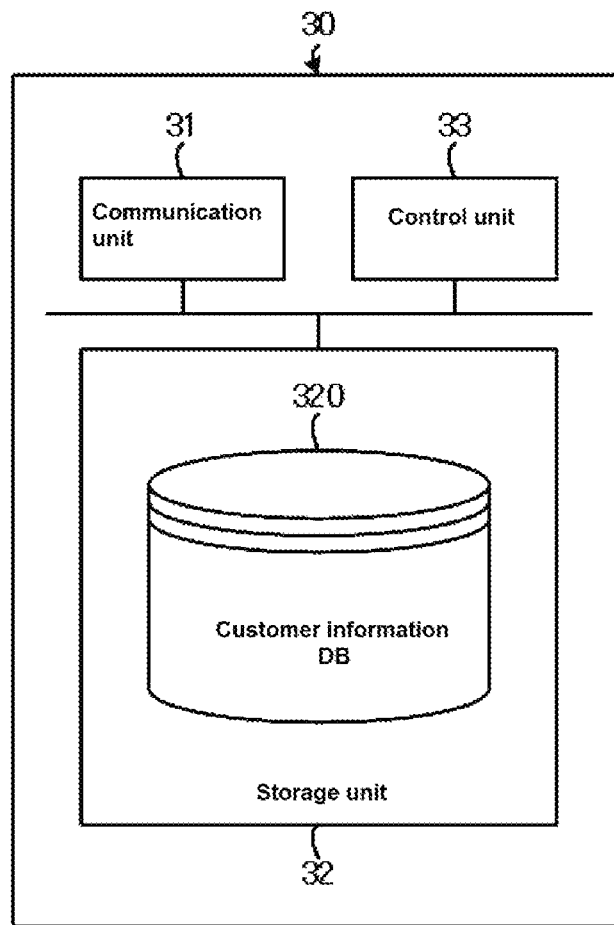 30
31
33
Communication
unit
Control unit
320
Customer information
DB
Storage unit
32